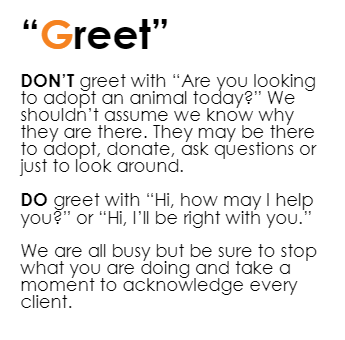 “Greet”
DON’T greet with “Are you looking
to adopt an animal today?” We
shouldn’t assume we know why
they are there. They may be there
to adopt, donate, ask questions or
just to look around.
DO greet with “Hi, how may I help
you?” or “Hi, I’ll be right with you.”
We are all busy but be sure to stop
what you are doing and take a
moment to acknowledge every
client.